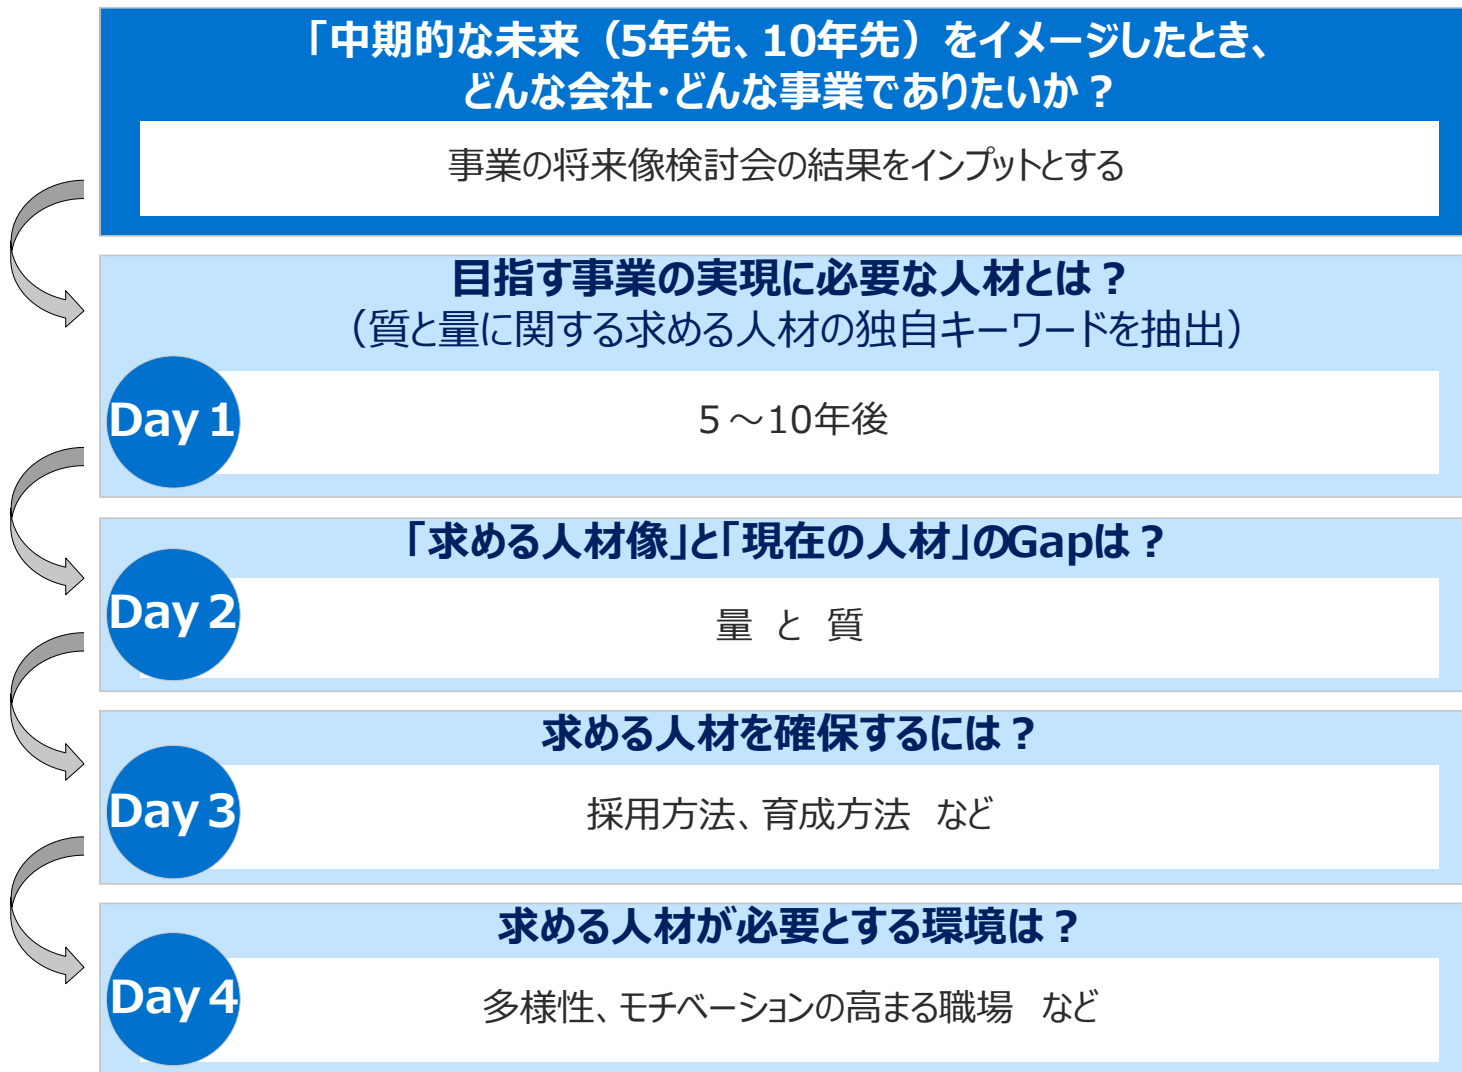 「中期的な未来（5年先、10年先）をイメージしたとき、
どんな会社・どんな事業でありたいか？
事業の将来像検討会の結果をインプットとする
目指す事業の実現に必要な人材とは？
（質と量に関する求める人材の独自キーワードを抽出）
Day 1
５～10年後
「求める人材像」と「現在の人材」のGapは？
Day 2
量　と　質
求める人材を確保するには？
Day 3
採用方法、育成方法　など
求める人材が必要とする環境は？
Day 4
多様性、モチベーションの高まる職場　など